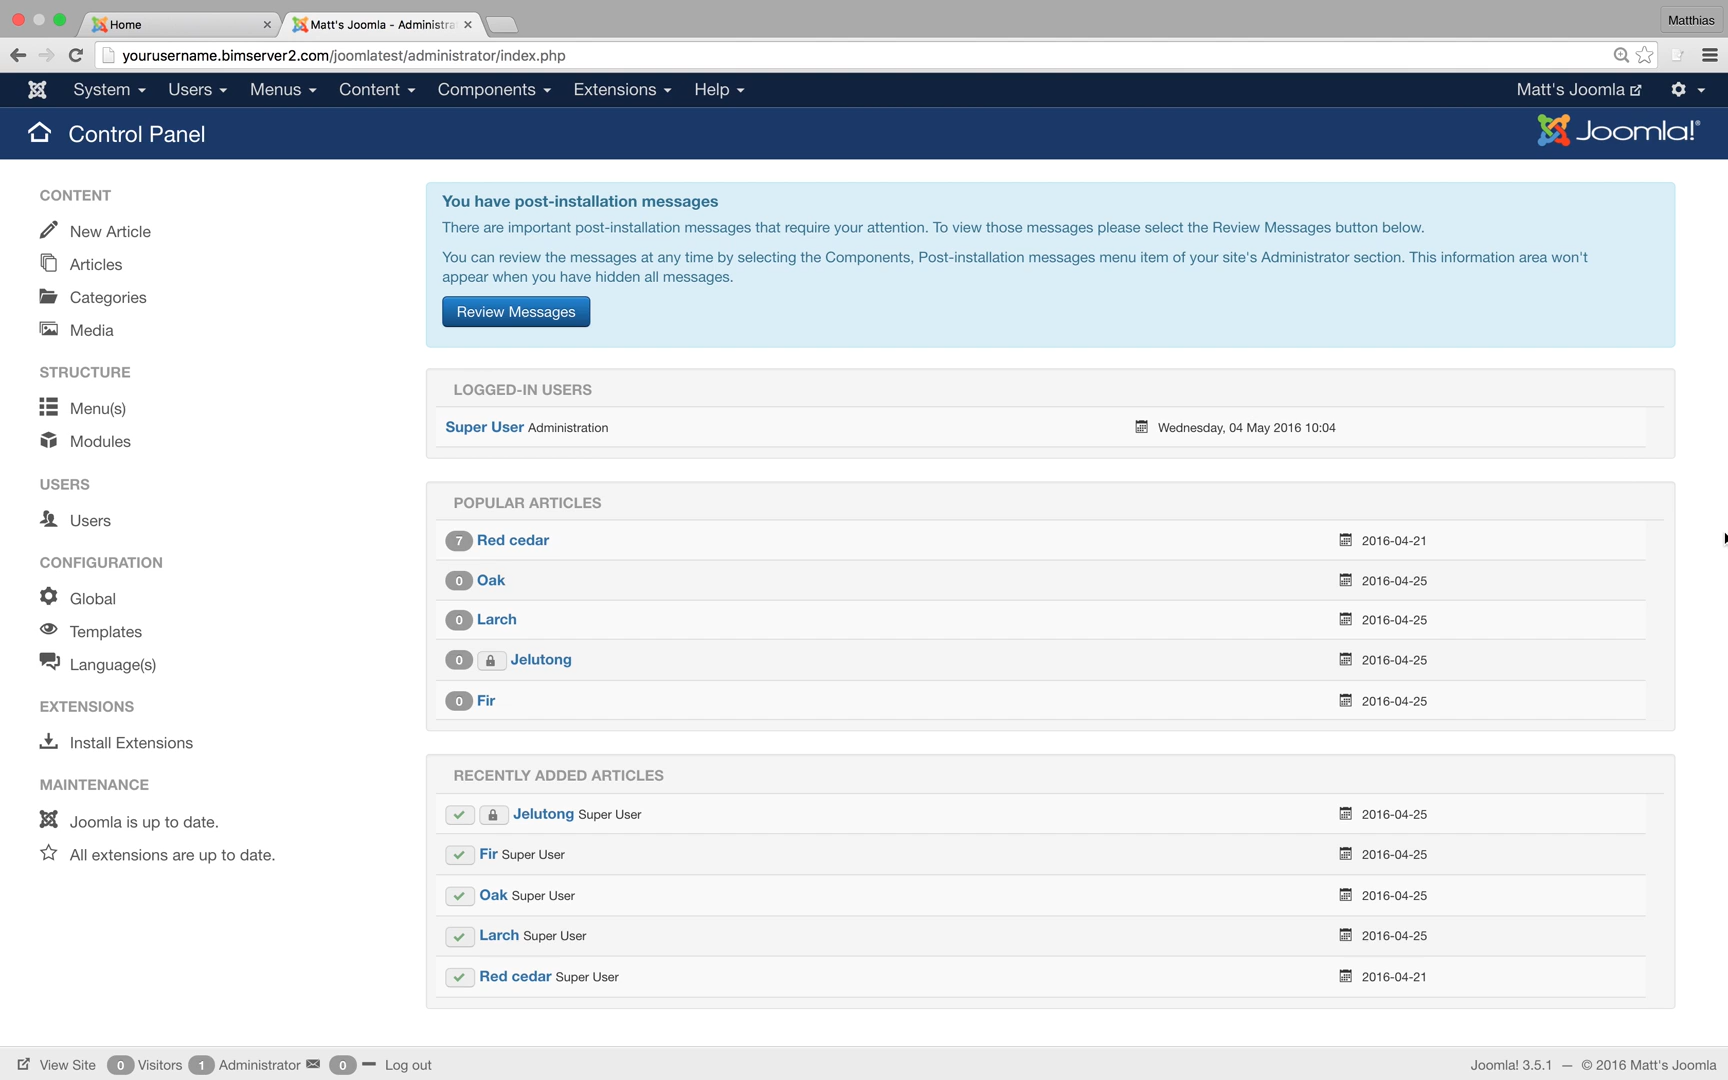 Home
Matt's Joomla - Administra
Matthias
yourusername.bimserver2.com/joomlatest/administrator/index.php
System Users Menus Content Components Extensions Help Matt's Joomla
Control Panel
Joomla!®
CONTENT
New Article
Articles
Categories
Media
STRUCTURE
Menu(s)
Modules
USERS
Users
CONFIGURATION
Global
Templates
Language(s)
EXTENSIONS
Install Extensions
MAINTENANCE
Joomla is up to date.
All extensions are up to date.
You have post-installation messages
There are important post-installation messages that require your attention. To view those messages please select the Review Messages button below.
You can review the messages at any time by selecting the Components, Post-installation messages menu item of your site's Administrator section. This information area won't
appear when you have hidden all messages.
Review Messages
LOGGED-IN USERS
Super User Administration Wednesday, 04 May 2016 10:04
POPULAR ARTICLES
7 Red cedar 2016-04-21
0 Oak 2016-04-25
0 Larch 2016-04-25
0 Jelutong 2016-04-25
0 Fir 2016-04-25
RECENTLY ADDED ARTICLES
Jelutong Super User 2016-04-25
Fir Super User 2016-04-25
Oak Super User 2016-04-25
Larch Super User 2016-04-25
Red cedar Super User 2016-04-21
View Site 0 Visitors 1 Administrator 0 Log out
Joomla! 3.5.1 — © 2016 Matt's Joomla